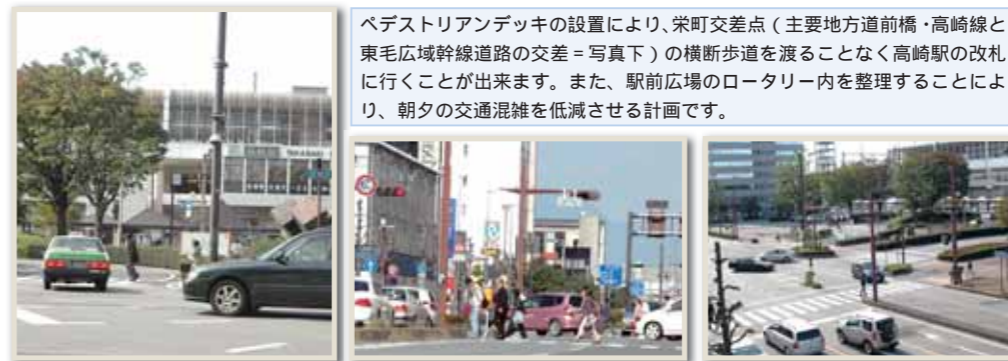 ペデストリアンデッキの設置により、栄町交差点（主要地方道前橋・高崎線と
東毛広域幹線道路の交差=写真下）の横断歩道を渡ることなく高崎駅の改札
に行くことが出来ます。また、駅前広場のロータリー内を整理することによ
り、朝夕の交通混雑を低減させる計画です。